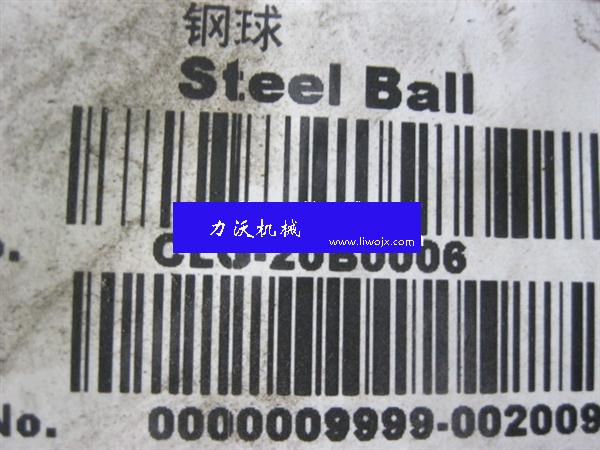 钢球
Steel Ball
力沃机械
www.liwojx.com
o. CLG-20B0006
No. 0000009999-002009